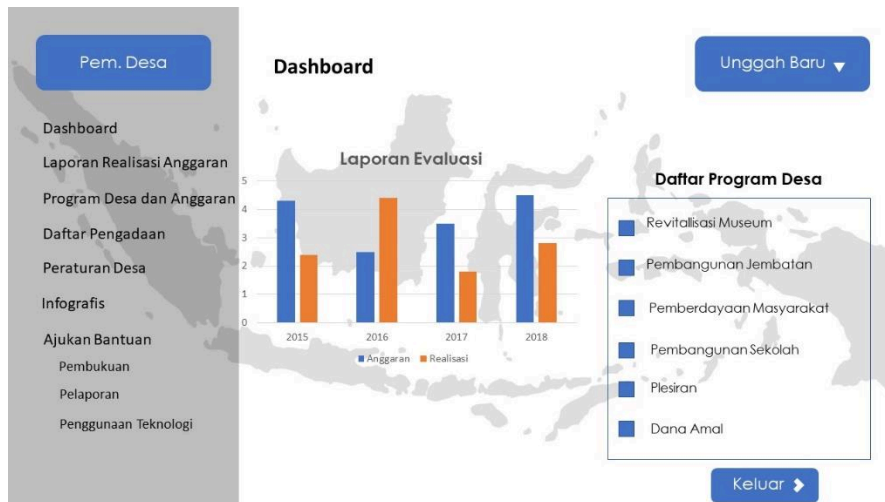 Pem. Desa
Dashboard
Laporan Realisasi Anggaran
Program Desa dan Anggaran
Daftar Pengadaan
Peraturan Desa
Infografis
Ajukan Bantuan
Pembukuan
Pelaporan
Penggunaan Teknologi
Dashboard
Unggah Baru
Laporan Evaluasi
5
4
3
2
1
0
2015 2016 2017 2018
Anggaran Realisasi
Daftar Program Desa
Revitallisasi Museum
Pembangunan Jembatan
Pemberdayaan Masyarakat
Pembangunan Sekolah
Plesiran
Dana Amal
Keluar